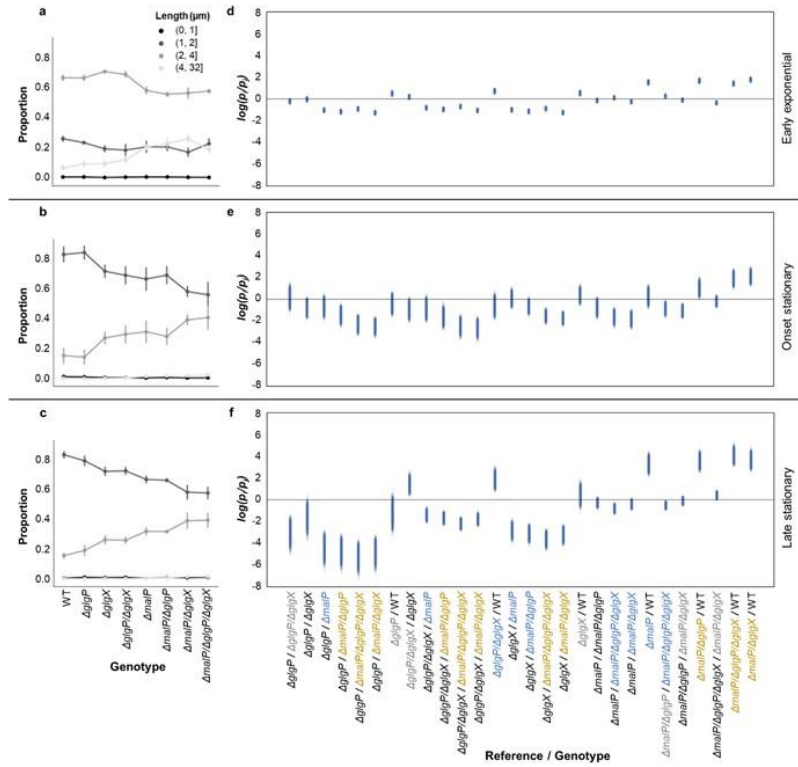 a
Length (µm)
(0, 1]
(1, 2]
(2, 4]
(4, 32]
Proportion
0.8
0.6
0.4
0.2
0.0
d
log(p/pᵣ)
8
6
4
2
0
-2
-4
-6
-8
Early exponential
b
Proportion
0.8
0.6
0.4
0.2
0.0
e
log(p/pᵣ)
8
6
4
2
0
-2
-4
-6
-8
Onset stationary
c
Proportion
0.8
0.6
0.4
0.2
0.0
WT
ΔglgP
ΔglgX
ΔglgP/ΔglgX
ΔmalP
ΔmalP/ΔglgP
ΔmalP/ΔglgX
ΔmalP/ΔglgP/ΔglgX
Genotype
f
log(p/pᵣ)
8
6
4
2
0
-2
-4
-6
-8
Late stationary
ΔglgP / ΔglgP/ΔglgX
ΔglgP / ΔglgX
ΔglgP / ΔmalP
ΔglgP / ΔmalP/ΔglgP
ΔglgP / ΔmalP/ΔglgP/ΔglgX
ΔglgP / ΔmalP/ΔglgX
ΔglgP / WT
ΔglgP/ΔglgX / ΔglgX
ΔglgP/ΔglgX / ΔmalP
ΔglgP/ΔglgX / ΔmalP/ΔglgP
ΔglgP/ΔglgX / ΔmalP/ΔglgP/ΔglgX
ΔglgP/ΔglgX / ΔmalP/ΔglgX
ΔglgP/ΔglgX / WT
ΔglgX / ΔmalP
ΔglgX / ΔmalP/ΔglgP
ΔglgX / ΔmalP/ΔglgP/ΔglgX
ΔglgX / ΔmalP/ΔglgX
ΔglgX / WT
ΔmalP / ΔmalP/ΔglgP
ΔmalP / ΔmalP/ΔglgP/ΔglgX
ΔmalP / ΔmalP/ΔglgX
ΔmalP / WT
ΔmalP/ΔglgP / ΔmalP/ΔglgP/ΔglgX
ΔmalP/ΔglgP / ΔmalP/ΔglgX
ΔmalP/ΔglgP / WT
ΔmalP/ΔglgP/ΔglgX / ΔmalP/ΔglgX
ΔmalP/ΔglgP/ΔglgX / WT
ΔmalP/ΔglgX / WT
Reference / Genotype